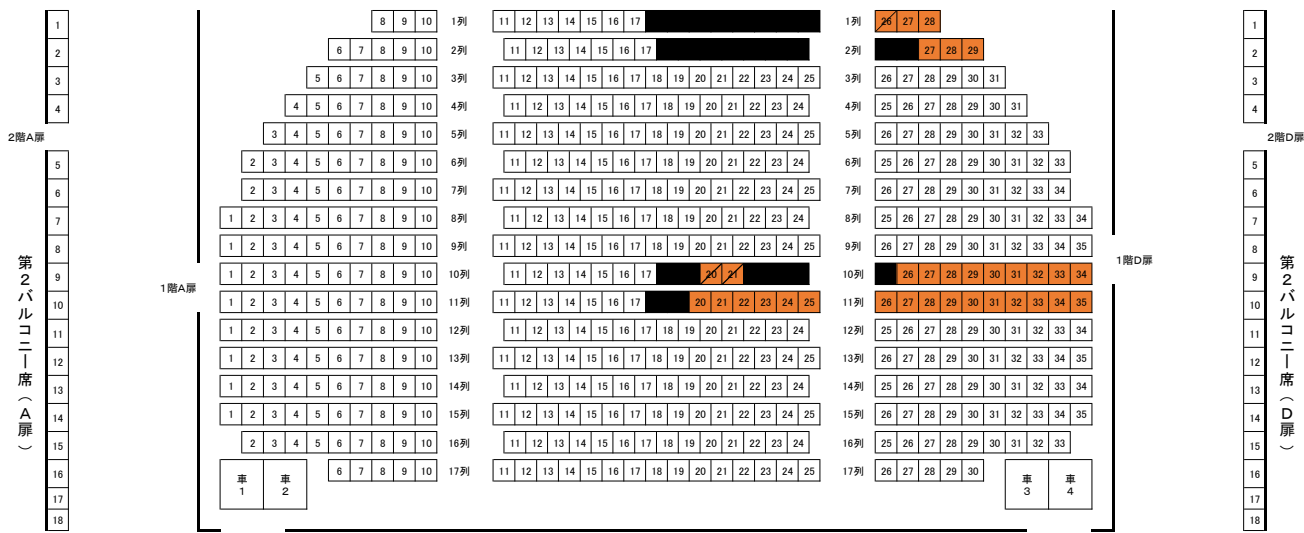 1 8 9 10 1列 11 12 13 14 15 16 17 1列 26 27 28 1
2 6 7 8 9 10 2列 11 12 13 14 15 16 17 2列 27 28 29 2
3 5 6 7 8 9 10 3列 11 12 13 14 15 16 17 18 19 20 21 22 23 24 25 3列 26 27 28 29 30 31 3
4 4 5 6 7 8 9 10 4列 11 12 13 14 15 16 17 18 19 20 21 22 23 24 4列 25 26 27 28 29 30 31 4
2階A扉 3 4 5 6 7 8 9 10 5列 11 12 13 14 15 16 17 18 19 20 21 22 23 24 25 5列 26 27 28 29 30 31 32 33 2階D扉
5 2 3 4 5 6 7 8 9 10 6列 11 12 13 14 15 16 17 18 19 20 21 22 23 24 6列 25 26 27 28 29 30 31 32 33 5
6 2 3 4 5 6 7 8 9 10 7列 11 12 13 14 15 16 17 18 19 20 21 22 23 24 25 7列 26 27 28 29 30 31 32 33 34 6
7 1 2 3 4 5 6 7 8 9 10 8列 11 12 13 14 15 16 17 18 19 20 21 22 23 24 8列 25 26 27 28 29 30 31 32 33 34 7
8 1 2 3 4 5 6 7 8 9 10 9列 11 12 13 14 15 16 17 18 19 20 21 22 23 24 25 9列 26 27 28 29 30 31 32 33 34 35 8
1階A扉 1階D扉
9 1 2 3 4 5 6 7 8 9 10 10列 11 12 13 14 15 16 17 20 21 10列 26 27 28 29 30 31 32 33 34 9
10 1 2 3 4 5 6 7 8 9 10 11列 11 12 13 14 15 16 17 20 21 22 23 24 25 11列 26 27 28 29 30 31 32 33 34 35 10
11 1 2 3 4 5 6 7 8 9 10 12列 11 12 13 14 15 16 17 18 19 20 21 22 23 24 12列 25 26 27 28 29 30 31 32 33 34 11
12 1 2 3 4 5 6 7 8 9 10 13列 11 12 13 14 15 16 17 18 19 20 21 22 23 24 25 13列 26 27 28 29 30 31 32 33 34 35 12
13 1 2 3 4 5 6 7 8 9 10 14列 11 12 13 14 15 16 17 18 19 20 21 22 23 24 14列 25 26 27 28 29 30 31 32 33 34 13
14 1 2 3 4 5 6 7 8 9 10 15列 11 12 13 14 15 16 17 18 19 20 21 22 23 24 25 15列 26 27 28 29 30 31 32 33 34 35 14
15 2 3 4 5 6 7 8 9 10 16列 11 12 13 14 15 16 17 18 19 20 21 22 23 24 16列 25 26 27 28 29 30 31 32 33 15
16 車1 車2 6 7 8 9 10 17列 11 12 13 14 15 16 17 18 19 20 21 22 23 24 25 17列 26 27 28 29 30 車3 車4 16
17 17
18 18
第2バルコニー席(A扉)
第2バルコニー席(D扉)